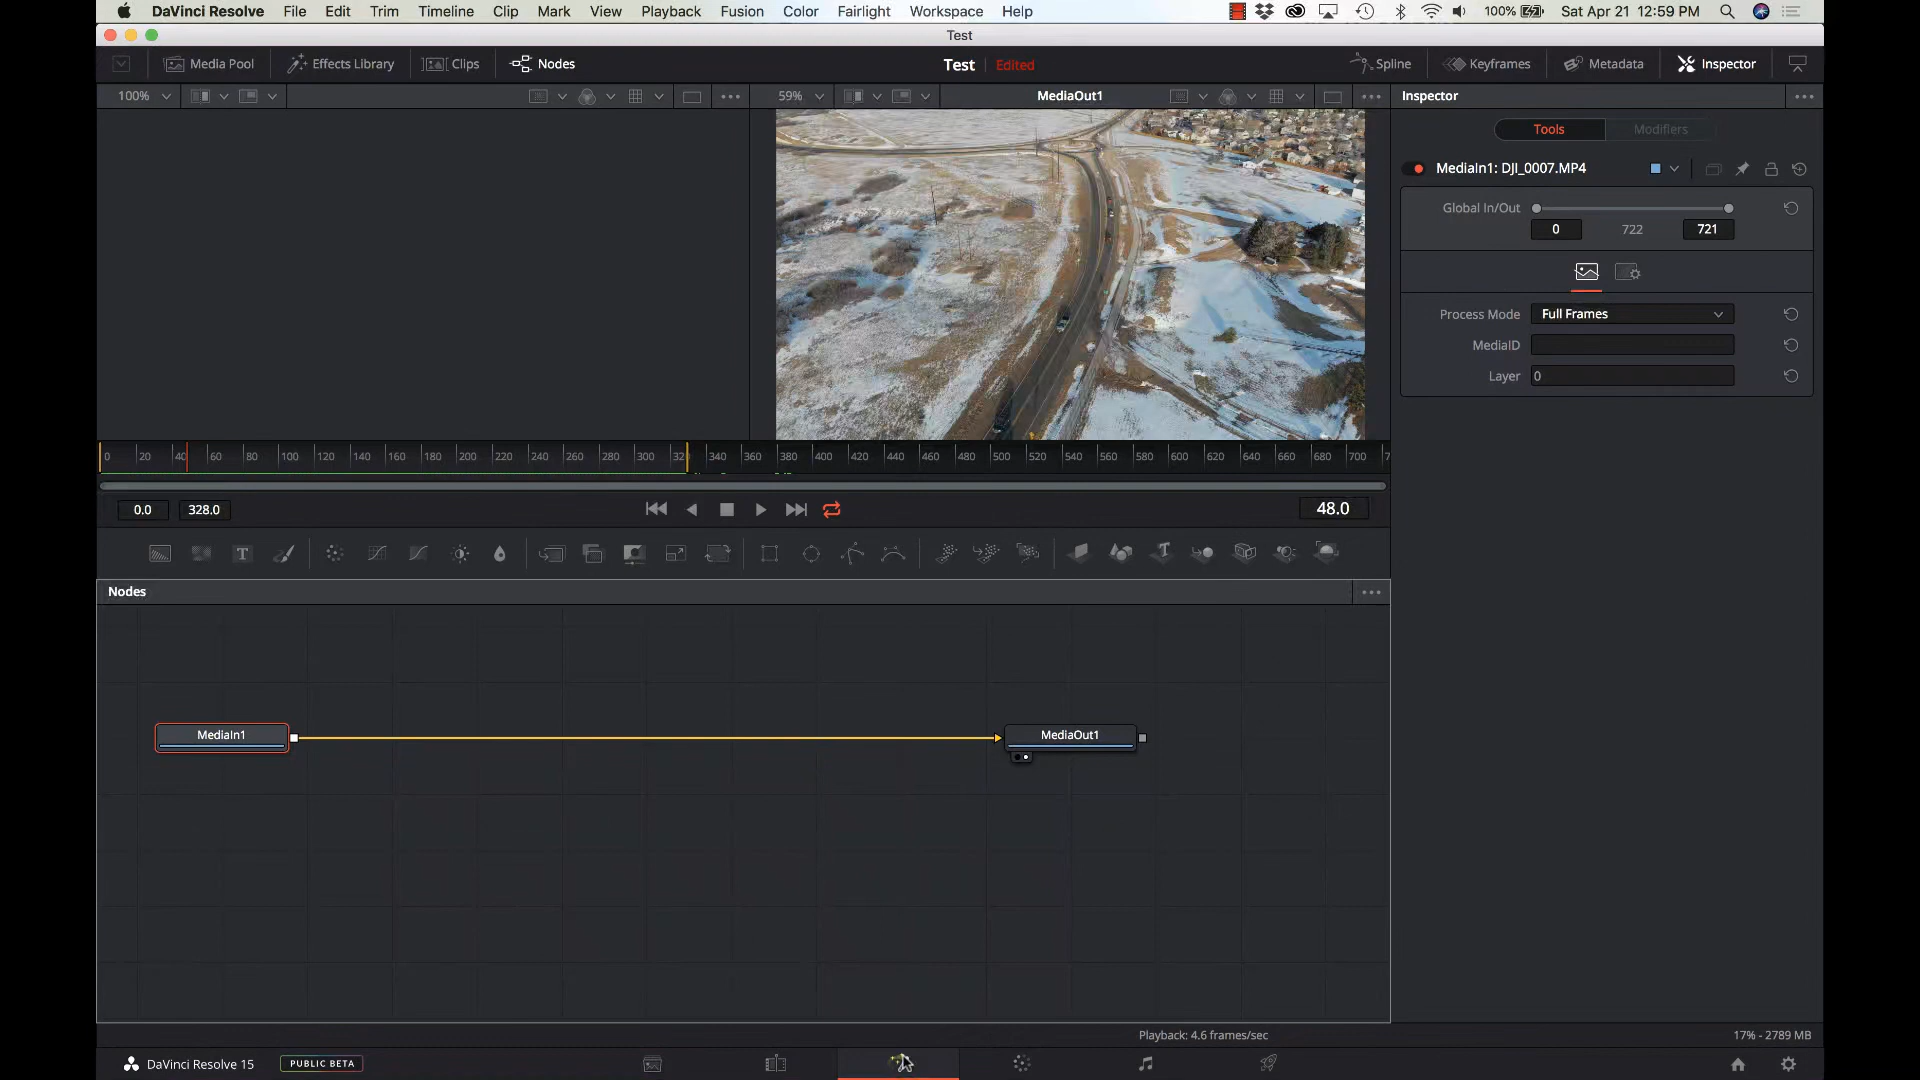 DaVinci Resolve File Edit Trim Timeline Clip Mark View Playback Fusion Color Fairlight Workspace Help 100% Sat Apr 21 12:59 PM
Test
Media Pool Effects Library Clips Nodes Test Edited Spline Keyframes Metadata Inspector
100% 59% MediaOut1 Inspector
Tools Modifiers
MediaIn1: DJI_0007.MP4
Global In/Out
0 722 721
Process Mode Full Frames
MediaID
Layer 0
0 20 40 60 80 100 120 140 160 180 200 220 240 260 280 300 32 340 360 380 400 420 440 460 480 500 520 540 560 580 600 620 640 660 680 700 7
0.0 328.0 48.0
Nodes
MediaIn1 MediaOut1
Playback: 4.6 frames/sec 17% - 2789 MB
DaVinci Resolve 15 PUBLIC BETA